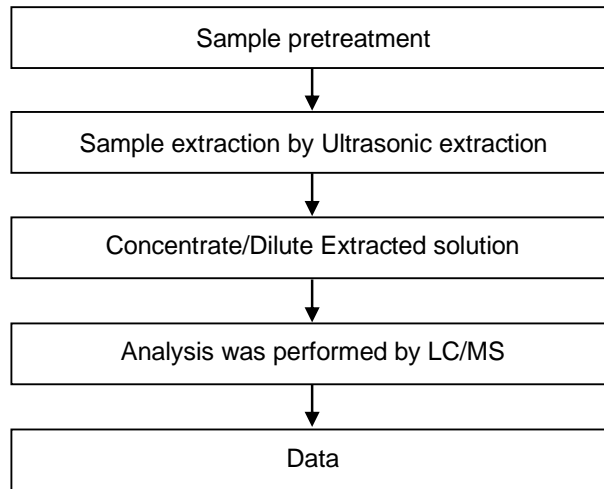 Sample pretreatment
Sample extraction by Ultrasonic extraction
Concentrate/Dilute Extracted solution
Analysis was performed by LC/MS
Data